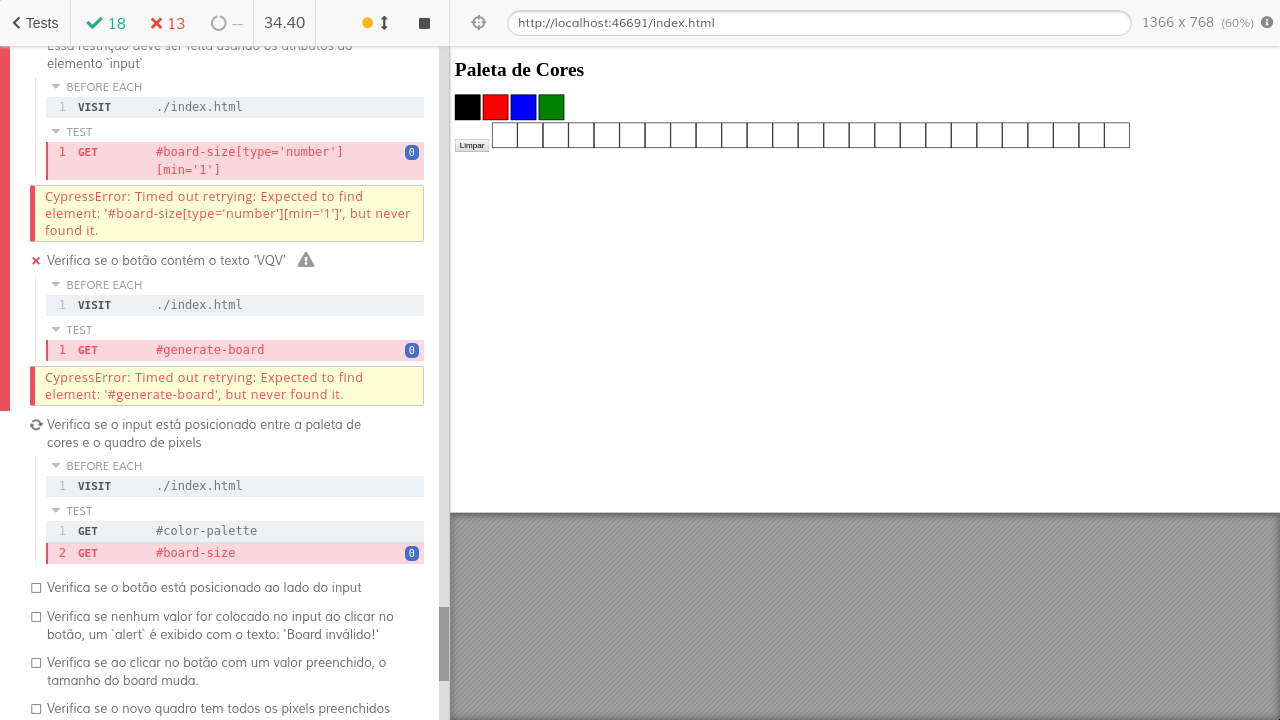 Tests 18 13 -- 34.40
http://localhost:46691/index.html 1366 x 768 (60%)
Essa restrição deve ser feita usando os atributos do
elemento `input`
BEFORE EACH
1 VISIT ./index.html
TEST
1 GET #board-size[type='number'] 0
[min='1']
CypressError: Timed out retrying: Expected to find
element: '#board-size[type='number'][min='1']', but never
found it.
Verifica se o botão contém o texto 'VQV'
BEFORE EACH
1 VISIT ./index.html
TEST
1 GET #generate-board 0
CypressError: Timed out retrying: Expected to find
element: '#generate-board', but never found it.
Verifica se o input está posicionado entre a paleta de
cores e o quadro de pixels
BEFORE EACH
1 VISIT ./index.html
TEST
1 GET #color-palette
2 GET #board-size 0
Verifica se o botão está posicionado ao lado do input
Verifica se nenhum valor for colocado no input ao clicar no
botão, um `alert` é exibido com o texto: 'Board inválido!'
Verifica se ao clicar no botão com um valor preenchido, o
tamanho do board muda.
Verifica se o novo quadro tem todos os pixels preenchidos
Paleta de Cores
Limpar